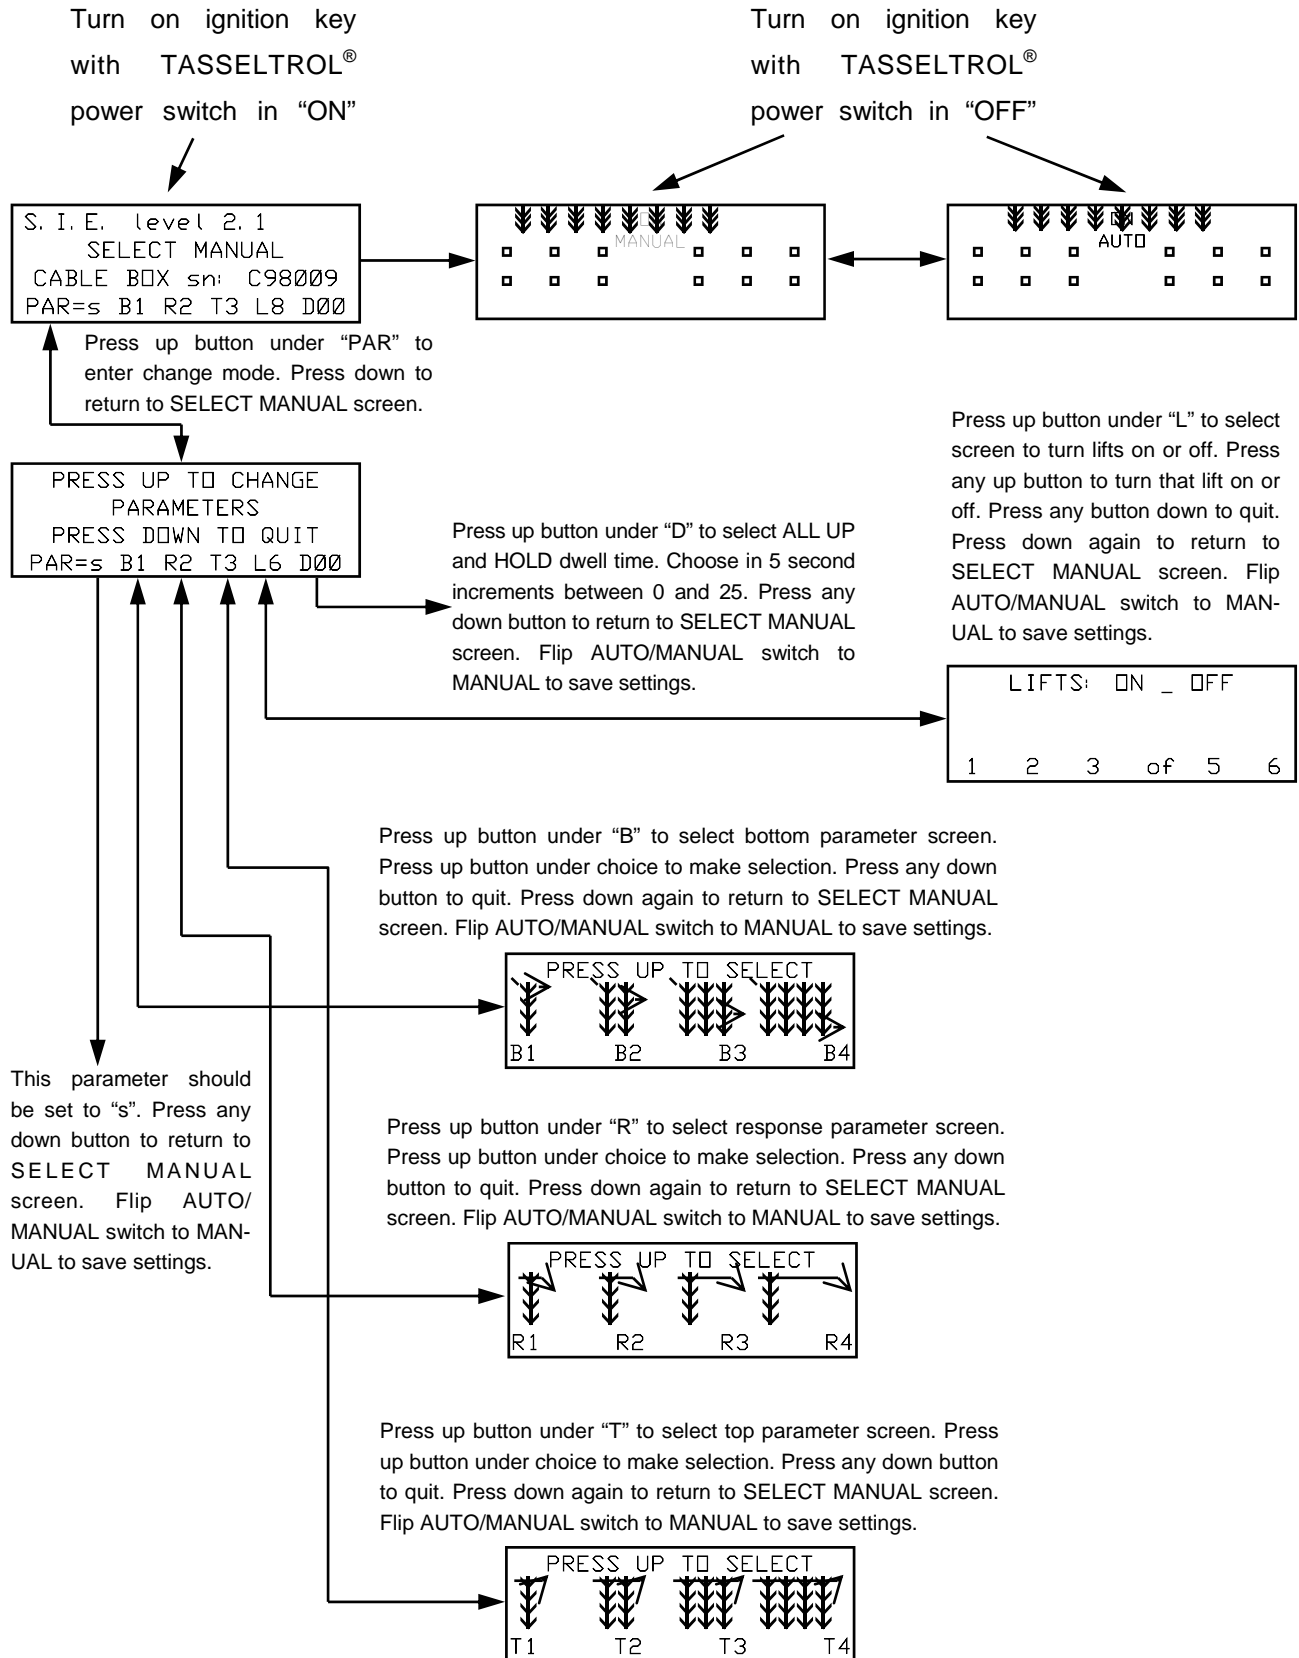 Turn on ignition key
with TASSELTROL®
power switch in “ON”
Turn on ignition key
with TASSELTROL®
power switch in “OFF”
S.I.E. level 2.1
SELECT MANUAL
CABLE BOX sn: C98009
PAR=s B1 R2 T3 L8 D00
MANUAL
ON
AUTO
Press up button under “PAR” to
enter change mode. Press down to
return to SELECT MANUAL screen.
PRESS UP TO CHANGE
PARAMETERS
PRESS DOWN TO QUIT
PAR=s B1 R2 T3 L6 D00
Press up button under “D” to select ALL UP
and HOLD dwell time. Choose in 5 second
increments between 0 and 25. Press any
down button to return to SELECT MANUAL
screen. Flip AUTO/MANUAL switch to
MANUAL to save settings.
Press up button under “L” to select
screen to turn lifts on or off. Press
any up button to turn that lift on or
off. Press any button down to quit.
Press down again to return to
SELECT MANUAL screen. Flip
AUTO/MANUAL switch to MAN-
UAL to save settings.
LIFTS: ON _ OFF
1 2 3 of 5 6
Press up button under “B” to select bottom parameter screen.
Press up button under choice to make selection. Press any down
button to quit. Press down again to return to SELECT MANUAL
screen. Flip AUTO/MANUAL switch to MANUAL to save settings.
PRESS UP TO SELECT
B1 B2 B3 B4
This parameter should
be set to “s”. Press any
down button to return to
SELECT MANUAL
screen. Flip AUTO/
MANUAL switch to MAN-
UAL to save settings.
Press up button under “R” to select response parameter screen.
Press up button under choice to make selection. Press any down
button to quit. Press down again to return to SELECT MANUAL
screen. Flip AUTO/MANUAL switch to MANUAL to save settings.
PRESS UP TO SELECT
R1 R2 R3 R4
Press up button under “T” to select top parameter screen. Press
up button under choice to make selection. Press any down button
to quit. Press down again to return to SELECT MANUAL screen.
Flip AUTO/MANUAL switch to MANUAL to save settings.
PRESS UP TO SELECT
T1 T2 T3 T4